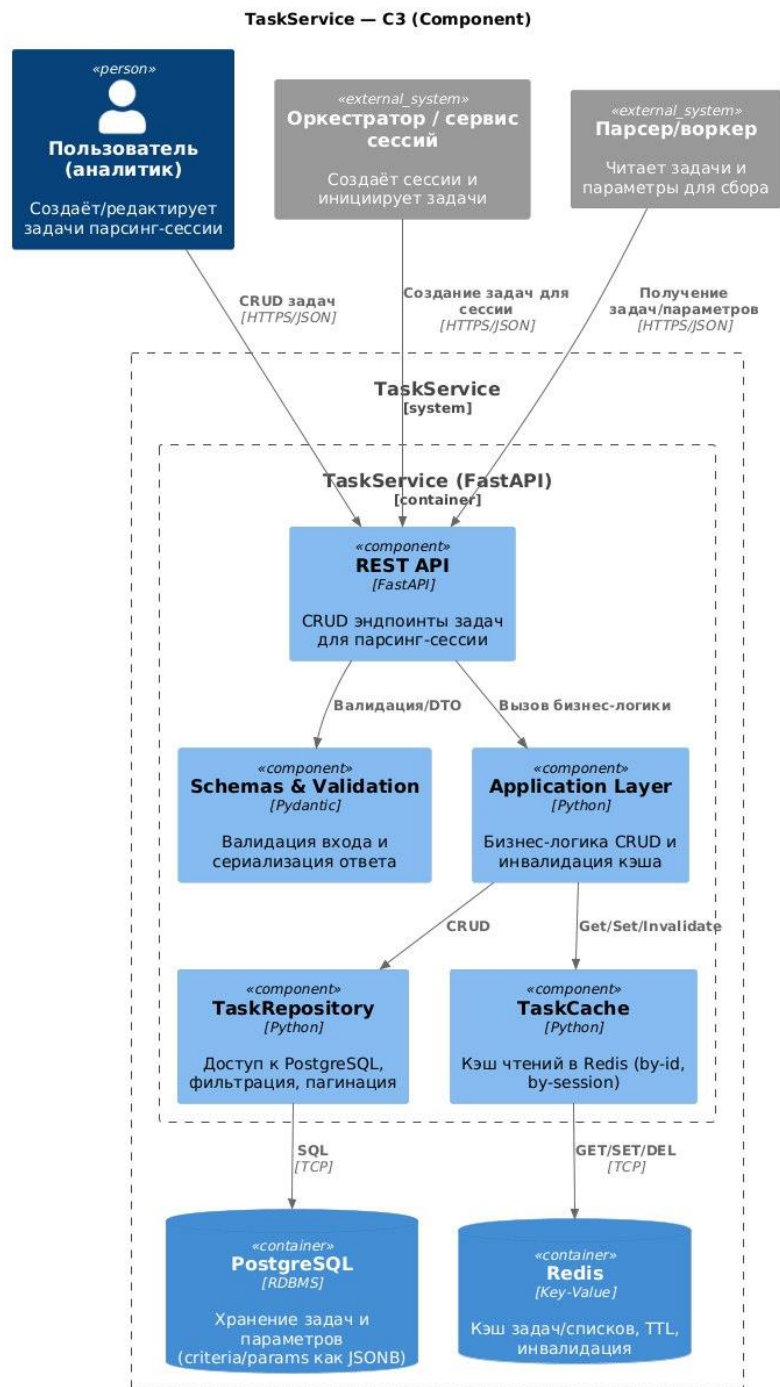 TaskService — C3 (Component)
«person»
Пользователь
(аналитик)
Создаёт/редактирует
задачи парсинг-сессии
«external_system»
Оркестратор / сервис
сессий
Создаёт сессии и
инициирует задачи
«external_system»
Парсер/воркер
Читает задачи и
параметры для сбора
CRUD задач
[HTTPS/JSON]
Создание задач для
сессии
[HTTPS/JSON]
Получение
задач/параметров
[HTTPS/JSON]
TaskService
[system]
TaskService (FastAPI)
[container]
«component»
REST API
[FastAPI]
CRUD эндпоинты задач
для парсинг-сессии
Валидация/DTO
Вызов бизнес-логики
«component»
Schemas & Validation
[Pydantic]
Валидация входа и
сериализация ответа
«component»
Application Layer
[Python]
Бизнес-логика CRUD и
инвалидация кэша
CRUD
Get/Set/Invalidate
«component»
TaskRepository
[Python]
Доступ к PostgreSQL,
фильтрация, пагинация
«component»
TaskCache
[Python]
Кэш чтений в Redis (by-id,
by-session)
SQL
[TCP]
GET/SET/DEL
[TCP]
«container»
PostgreSQL
[RDBMS]
Хранение задач и
параметров
(criteria/params как JSONB)
«container»
Redis
[Key-Value]
Кэш задач/списков, TTL,
инвалидация